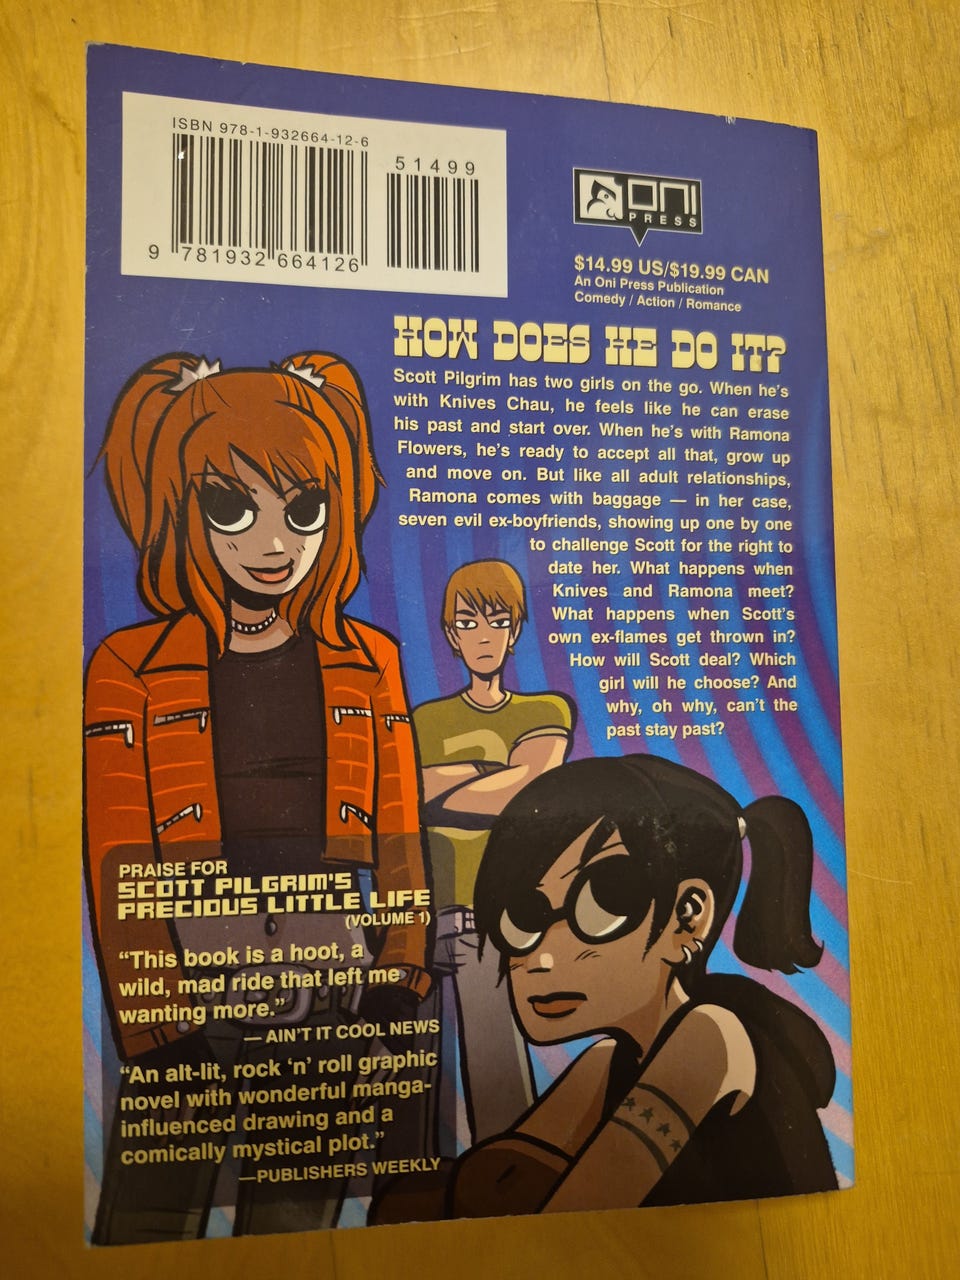 ISBN 978-1-932664-12-6
51499
9 781932 664126
ONI
PRESS
$14.99 US/$19.99 CAN
An Oni Press Publication
Comedy / Action / Romance
HOW DOES HE DO IT?
Scott Pilgrim has two girls on the go. When he's
with Knives Chau, he feels like he can erase
his past and start over. When he's with Ramona
Flowers, he's ready to accept all that, grow up
and move on. But like all adult relationships,
Ramona comes with baggage — in her case,
seven evil ex-boyfriends, showing up one by one
to challenge Scott for the right to
date her. What happens when
Knives and Ramona meet?
What happens when Scott's
own ex-flames get thrown in?
How will Scott deal? Which
girl will he choose? And
why, oh why, can't the
past stay past?
2
PRAISE FOR
SCOTT PILGRIM'S
PRECIOUS LITTLE LIFE
(VOLUME 1)
“This book is a hoot, a
wild, mad ride that left me
wanting more.”
— AIN'T IT COOL NEWS
“An alt-lit, rock ‘n’ roll graphic
novel with wonderful manga-
influenced drawing and a
comically mystical plot.”
—PUBLISHERS WEEKLY